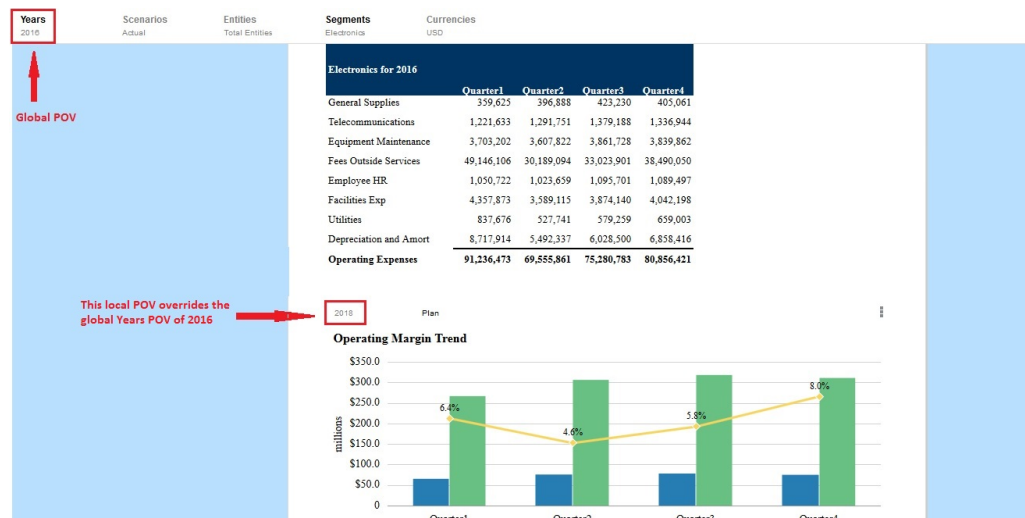 Years Scenarios Entities Segments Currencies
2016 Actual Total Entities Electronics USD
Global POV
Electronics for 2016
Quarter1 Quarter2 Quarter3 Quarter4
General Supplies 359,625 396,888 423,230 405,061
Telecommunications 1,221,633 1,291,751 1,379,188 1,336,944
Equipment Maintenance 3,703,202 3,607,822 3,861,728 3,839,862
Fees Outside Services 49,146,106 30,189,094 33,023,901 38,490,050
Employee HR 1,050,722 1,023,659 1,095,701 1,089,497
Facilities Exp 4,357,873 3,589,115 3,874,140 4,042,198
Utilities 837,676 527,741 579,259 659,003
Depreciation and Amort 8,717,914 5,492,337 6,028,500 6,858,416
Operating Expenses 91,236,473 69,555,861 75,280,783 80,856,421
This local POV overrides the
global Years POV of 2016
2018 Plan
Operating Margin Trend
$350.0
$300.0
$250.0
$200.0
$150.0
$100.0
$50.0
0
millions
6.4% 4.6% 5.8% 8.0%
Quarter1 Quarter2 Quarter3 Quarter4